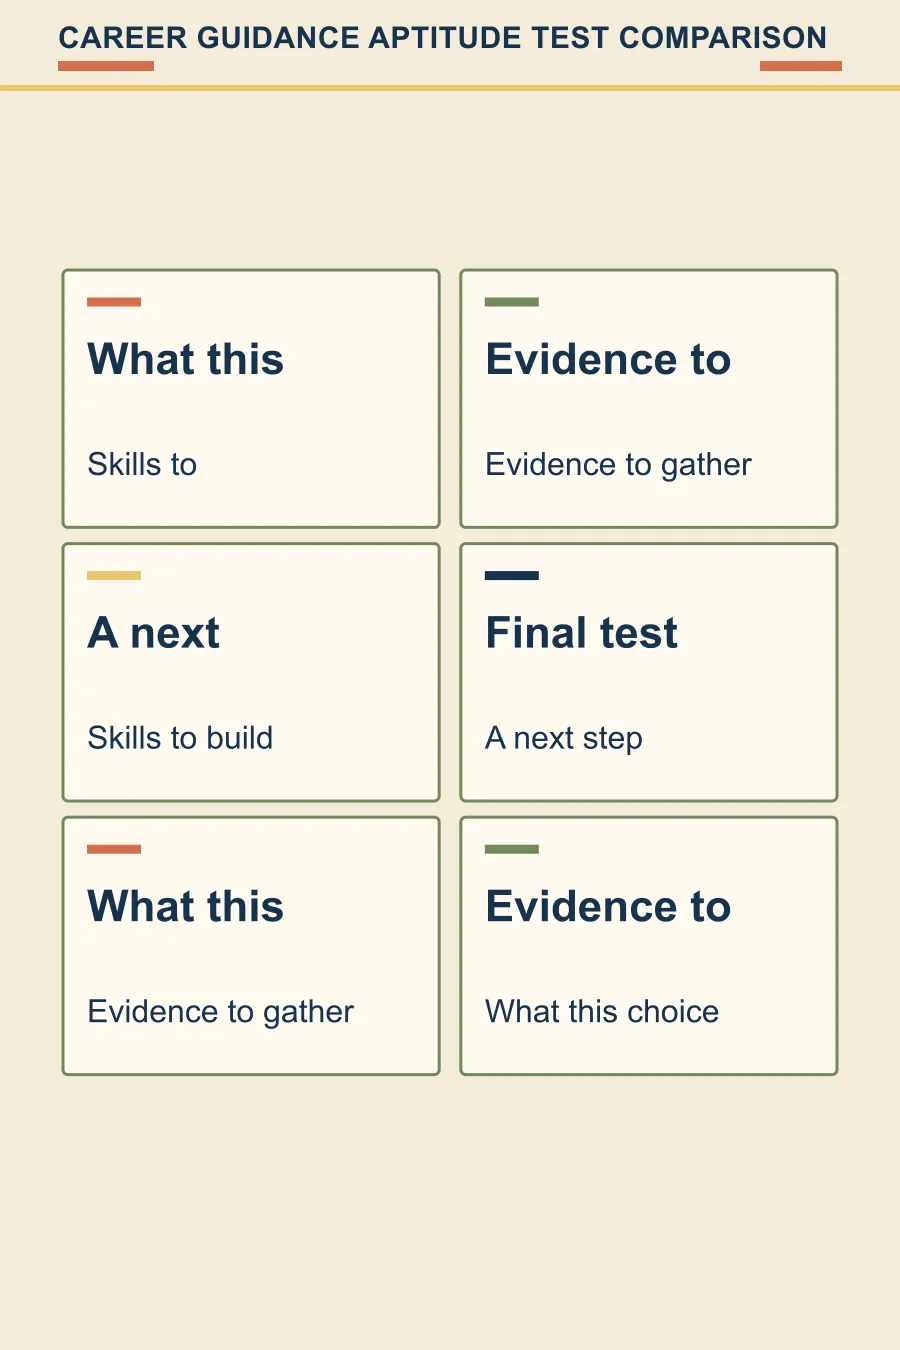 CAREER GUIDANCE APTITUDE TEST COMPARISON
What this
Skills to
Evidence to
Evidence to gather
A next
Skills to build
Final test
A next step
What this
Evidence to gather
Evidence to
What this choice